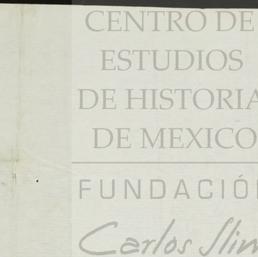 CENTRO DE
ESTUDIOS
DE HISTORIA
DE MEXICO
FUNDACIÓN
Carlos Slim